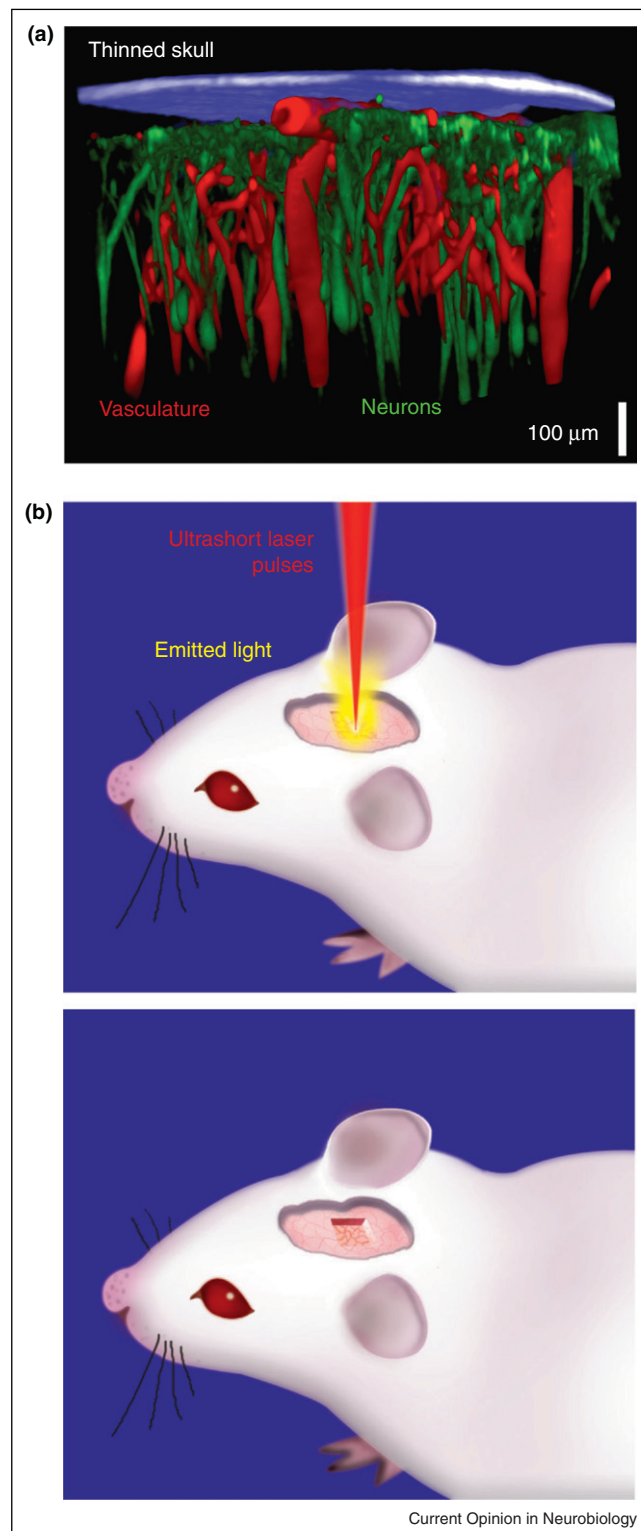 (a)
Thinned skull
Vasculature
Neurons
100 μm
(b)
Ultrashort laser
pulses
Emitted light
Current Opinion in Neurobiology